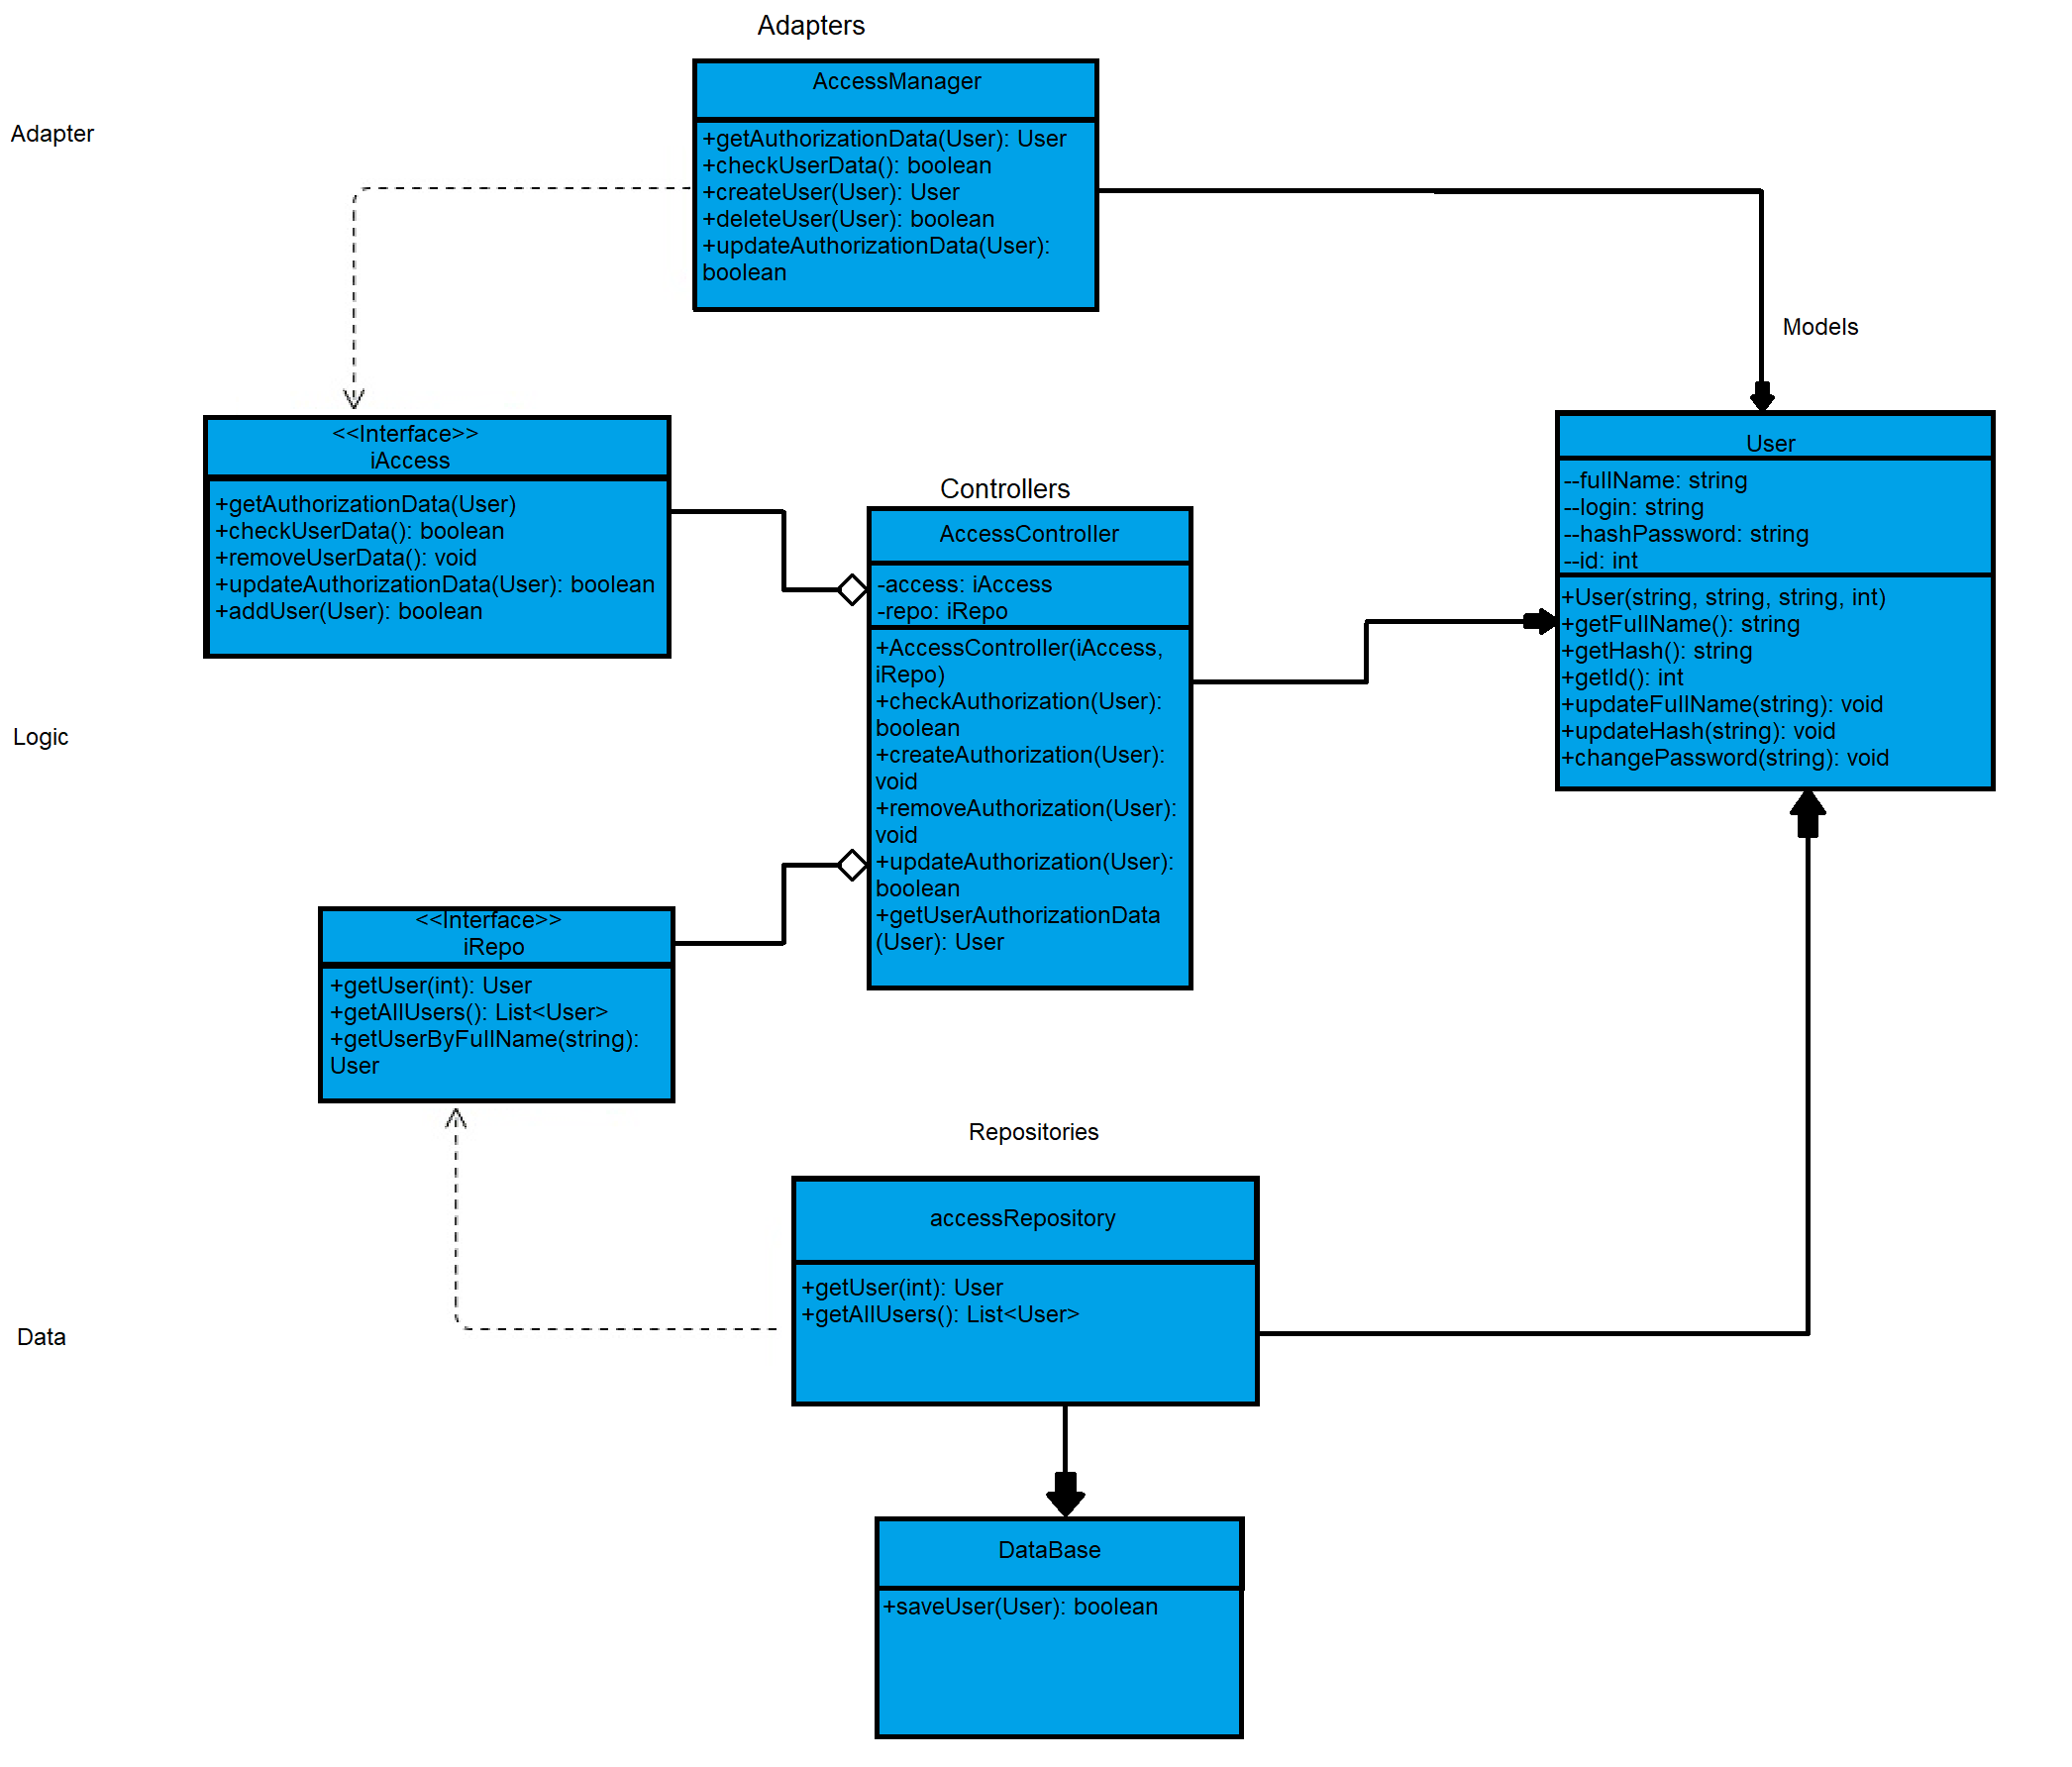 Adapters
AccessManager
Adapter
+getAuthorizationData(User): User
+checkUserData(): boolean
+createUser(User): User
+deleteUser(User): boolean
+updateAuthorizationData(User):
boolean
Models
<<Interface>>
iAccess
+getAuthorizationData(User)
+checkUserData(): boolean
+removeUserData(): void
+updateAuthorizationData(User): boolean
+addUser(User): boolean
Controllers
AccessController
-access: iAccess
-repo: iRepo
+AccessController(iAccess,
iRepo)
+checkAuthorization(User):
boolean
+createAuthorization(User):
void
+removeAuthorization(User):
void
+updateAuthorization(User):
boolean
+getUserAuthorizationData
(User): User
User
--fullName: string
--login: string
--hashPassword: string
--id: int
+User(string, string, string, int)
+getFullName(): string
+getHash(): string
+getId(): int
+updateFullName(string): void
+updateHash(string): void
+changePassword(string): void
Logic
<<Interface>>
iRepo
+getUser(int): User
+getAllUsers(): List<User>
+getUserByFullName(string):
User
Repositories
accessRepository
+getUser(int): User
+getAllUsers(): List<User>
Data
DataBase
+saveUser(User): boolean